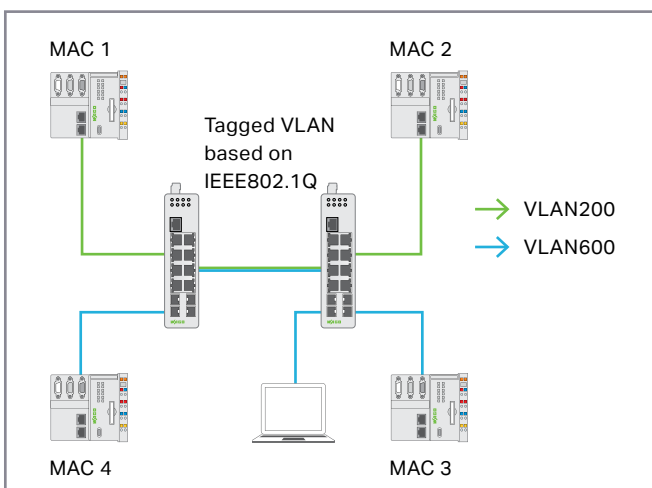 MAC 1
MAC 2
Tagged VLAN
based on
IEEE802.1Q
VLAN200
VLAN600
MAC 4
MAC 3